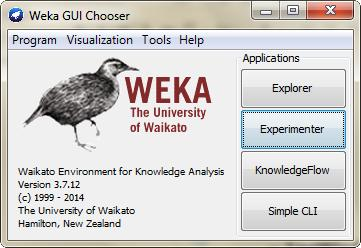 Weka GUI Chooser
Program Visualization Tools Help
WEKA
The University
of Waikato
Waikato Environment for Knowledge Analysis
Version 3.7.12
(c) 1999 - 2014
The University of Waikato
Hamilton, New Zealand
Applications
Explorer
Experimenter
KnowledgeFlow
Simple CLI